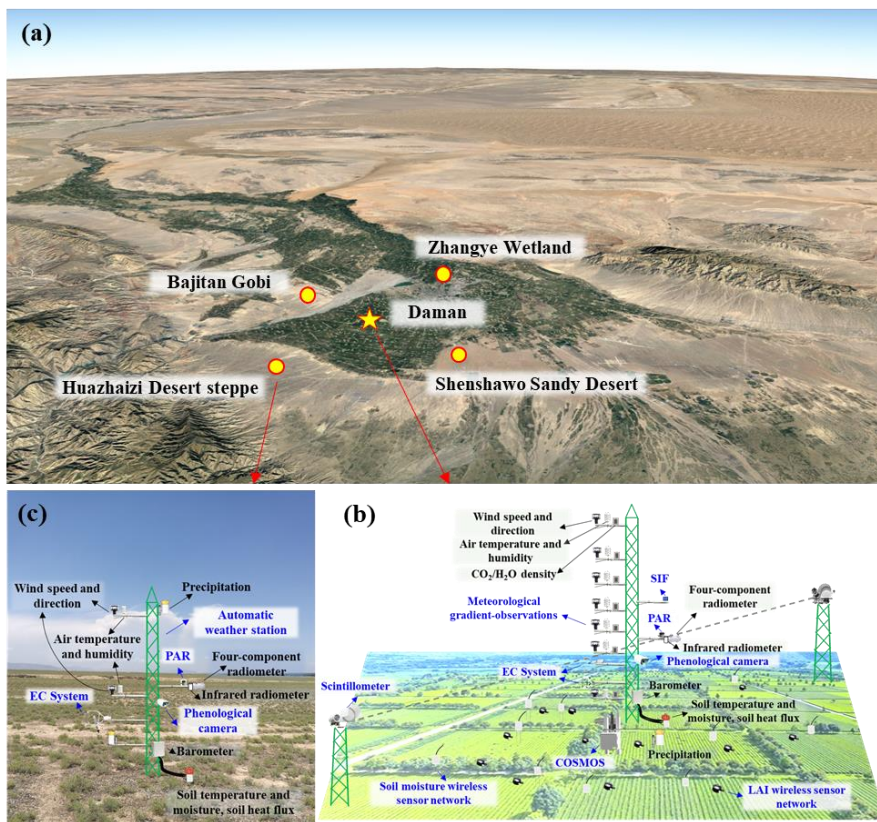 (a)
Zhangye Wetland
Bajitan Gobi
Daman
Huazhaizi Desert steppe
Shenshawo Sandy Desert
(c)
Wind speed and
direction
Precipitation
Automatic
weather station
Air temperature
and humidity
PAR
Four-component
radiometer
EC System
Infrared radiometer
Phenological
camera
Barometer
Soil temperature and
moisture, soil heat flux
(b)
Wind speed and
direction
Air temperature and
humidity
CO₂/H₂O density
SIF
Four-component
radiometer
Meteorological
gradient-observations
PAR
Infrared radiometer
EC System
Phenological camera
Scintillometer
Barometer
Soil temperature and
moisture, soil heat flux
Precipitation
COSMOS
Soil moisture wireless
sensor network
LAI wireless sensor
network